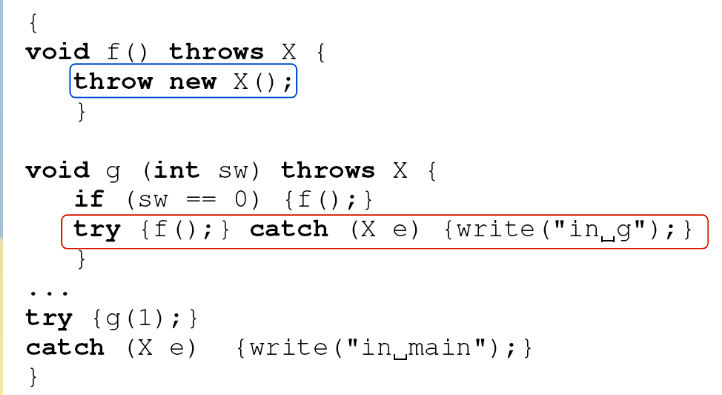 {
void f() throws X {
throw new X();
}
void g (int sw) throws X {
if (sw == 0) {f();}
try {f();} catch (X e) {write("in␣g");}
}
...
try {g(1);}
catch (X e) {write("in␣main");}
}